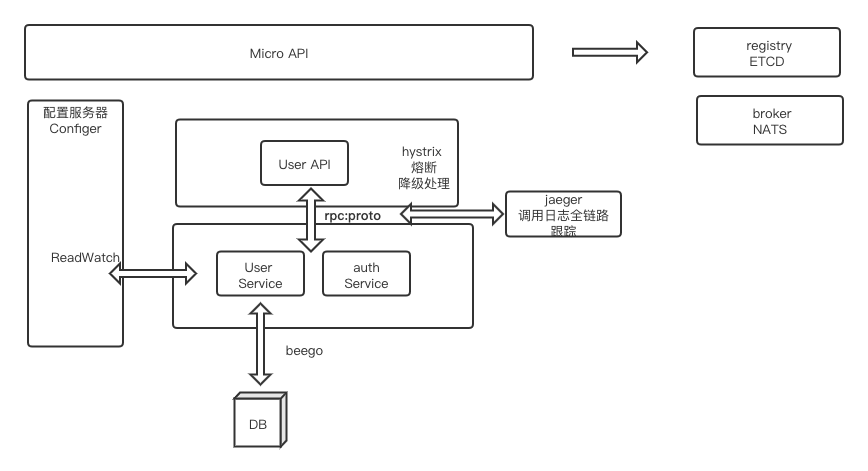 Micro API
registry
ETCD
broker
NATS
配置服务器
Configer
ReadWatch
User API
hystrix
熔断
降级处理
rpc:proto
jaeger
调用日志全链路
跟踪
User
Service
auth
Service
beego
DB